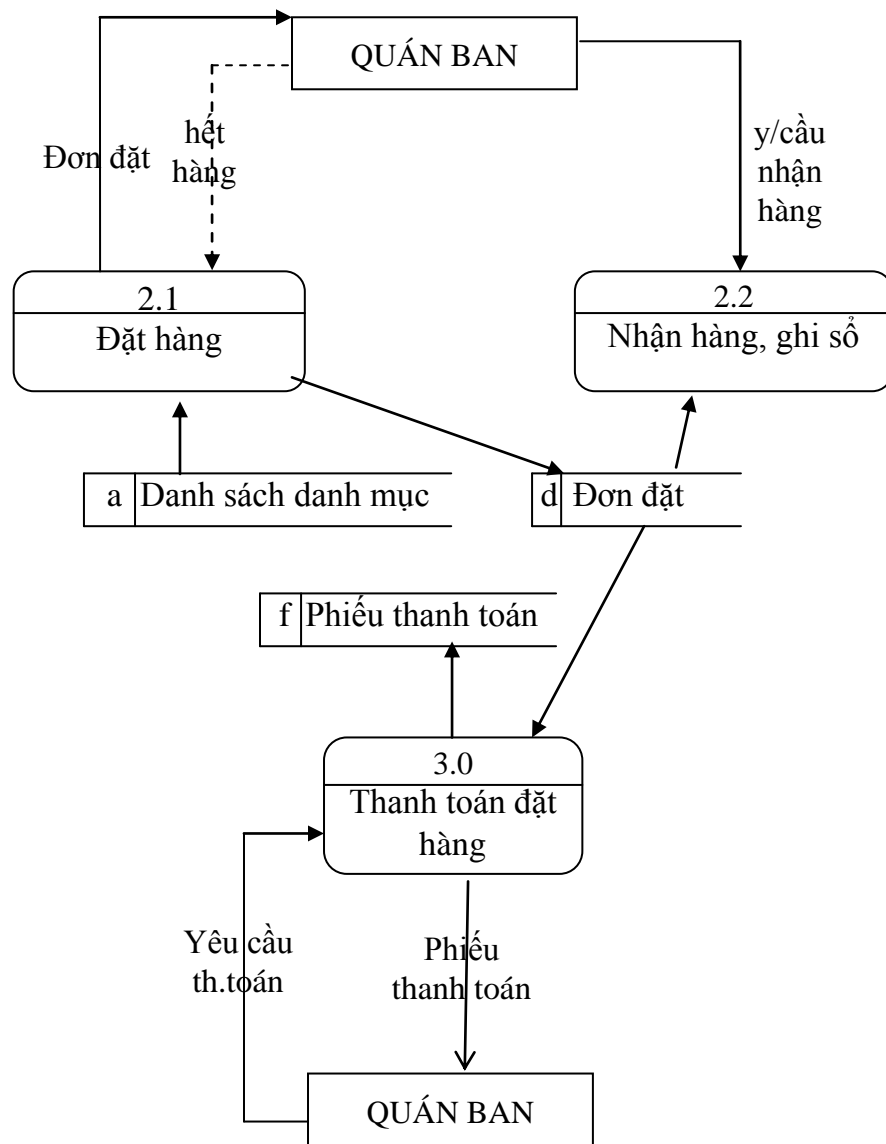 QUÁN BAN
Đơn đặt
hết
hàng
y/cầu
nhận
hàng
2.1
Đặt hàng
2.2
Nhận hàng, ghi sổ
a Danh sách danh mục
d Đơn đặt
f Phiếu thanh toán
3.0
Thanh toán đặt
hàng
Yêu cầu
th.toán
Phiếu
thanh toán
QUÁN BAN